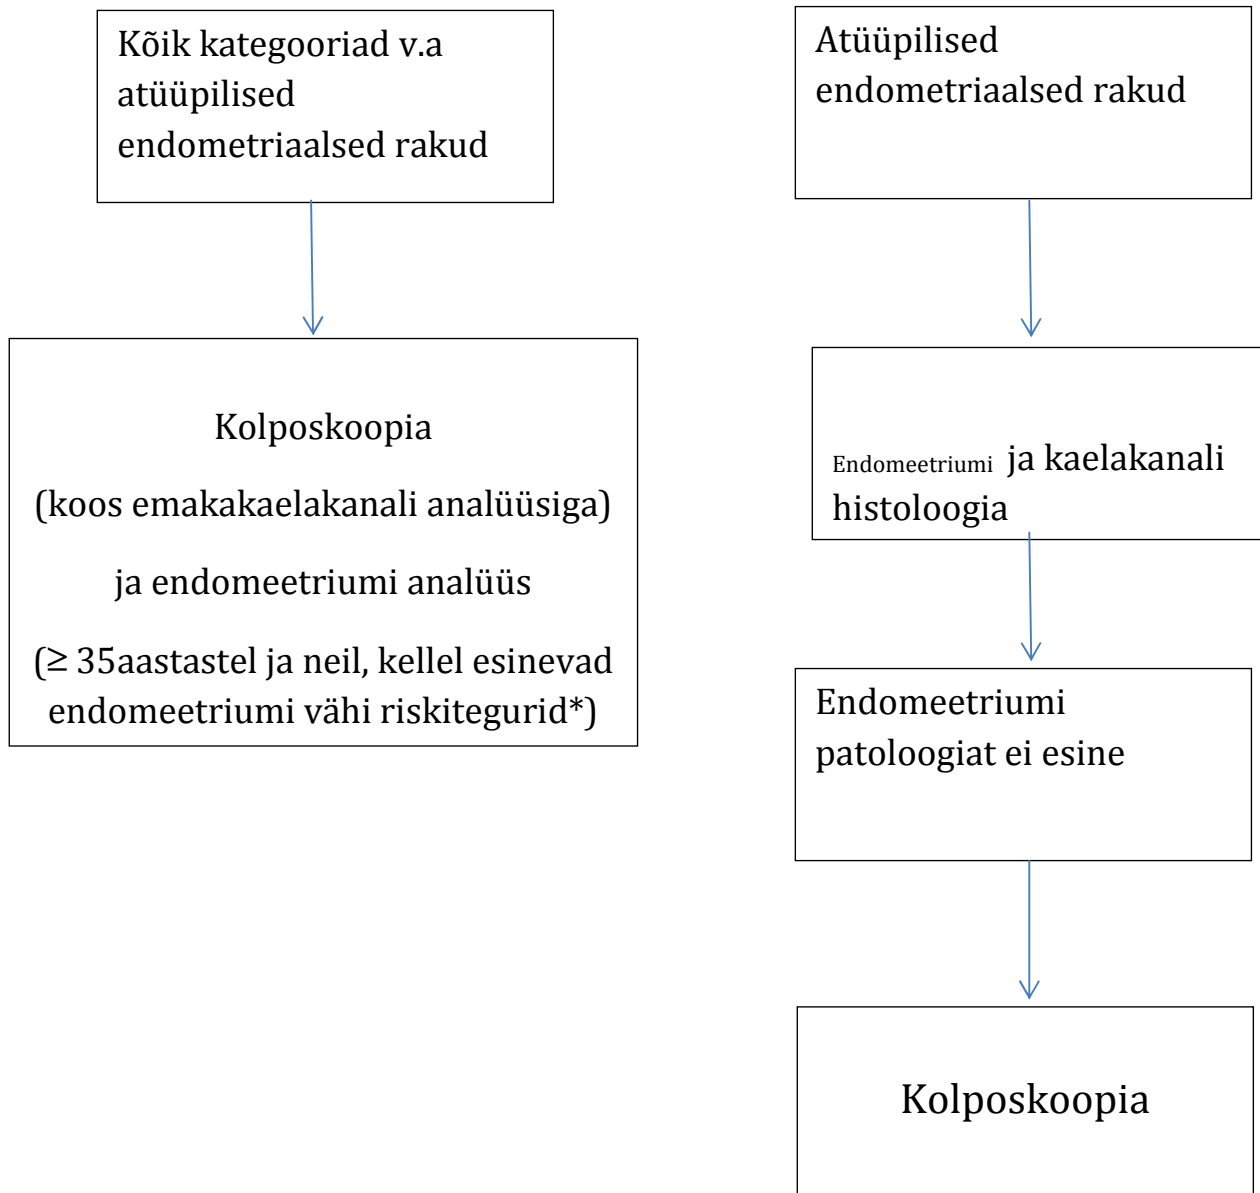 Kõik kategooriad v.a
atüüpilised
endometriaalsed rakud
Kolposkoopia
(koos emakakaelakanali analüüsiga)
ja endomeetriumi analüüs
(≥ 35aastastel ja neil, kellel esinevad
endomeetriumi vähi riskitegurid*)
Atüüpilised
endometriaalsed rakud
Endomeetriumi ja kaelakanali
histoloogia
Endomeetriumi
patoloogiat ei esine
Kolposkoopia